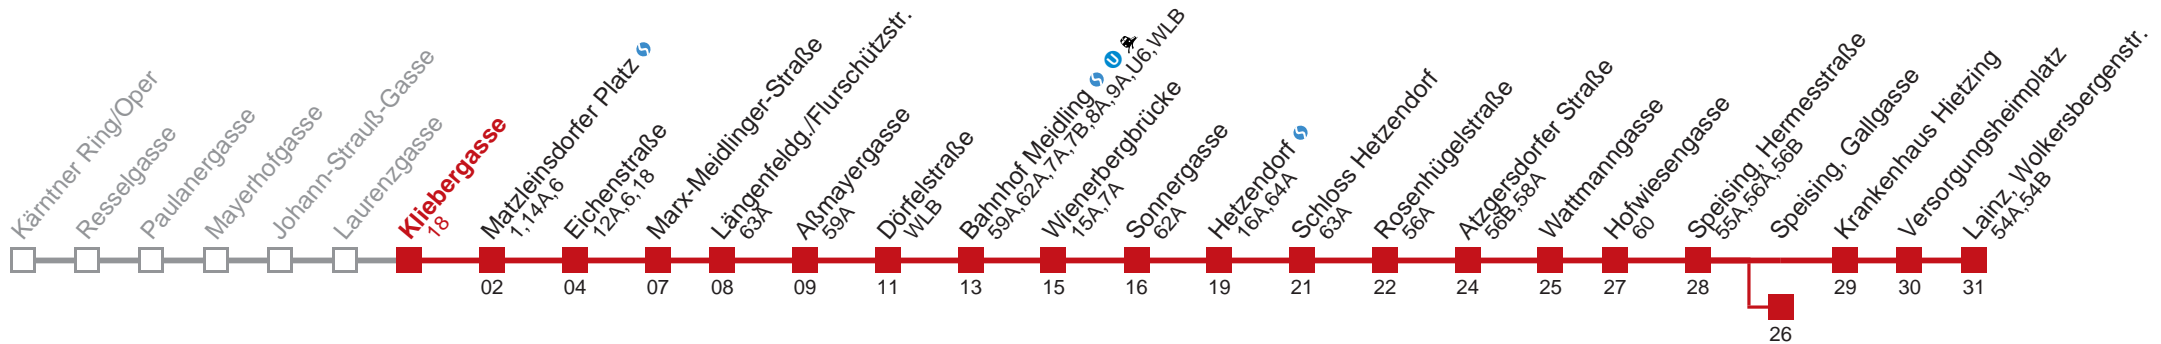 Kärntner Ring/Oper
Resselgasse
Paulanergasse
Mayerhofgasse
Johann-Strauß-Gasse
Laurenzgasse
Kliebergasse
18
Matzleinsdorfer Platz
1,14A,6
Eichenstraße
12A,6,18
Marx-Meidlinger-Straße
Längenfeldg./Flurschützstr.
63A
Aßmayergasse
59A
Dörfelstraße
WLB
Bahnhof Meidling U
59A,62A,7A,7B,8A,9A,U6,WLB
Wienerbergbrücke
15A,7A
Sonnergasse
62A
Hetzendorf
16A,64A
Schloss Hetzendorf
63A
Rosenhügelstraße
56A
Atzgersdorfer Straße
56B,58A
Wattmanngasse
Hofwiesengasse
60
Speising, Hermesstraße
55A,56A,56B
Speising, Gallgasse
Krankenhaus Hietzing
Versorgungsheimplatz
Lainz, Wolkersbergenstr.
54A,54B
02 04 07 08 09 11 13 15 16 19 21 22 24 25 27 28 29 30 31
26